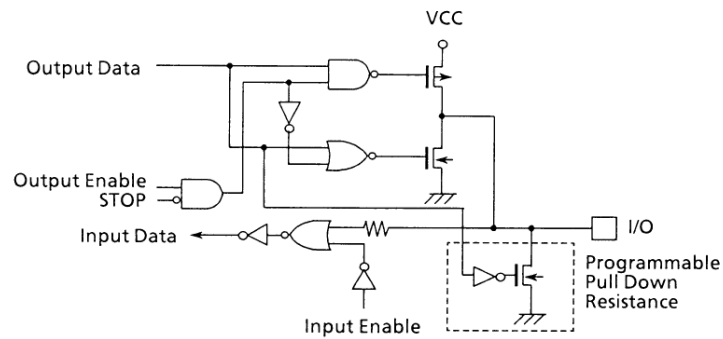 VCC
Output Data
Output Enable
STOP
Input Data
I/O
Programmable
Pull Down
Resistance
Input Enable